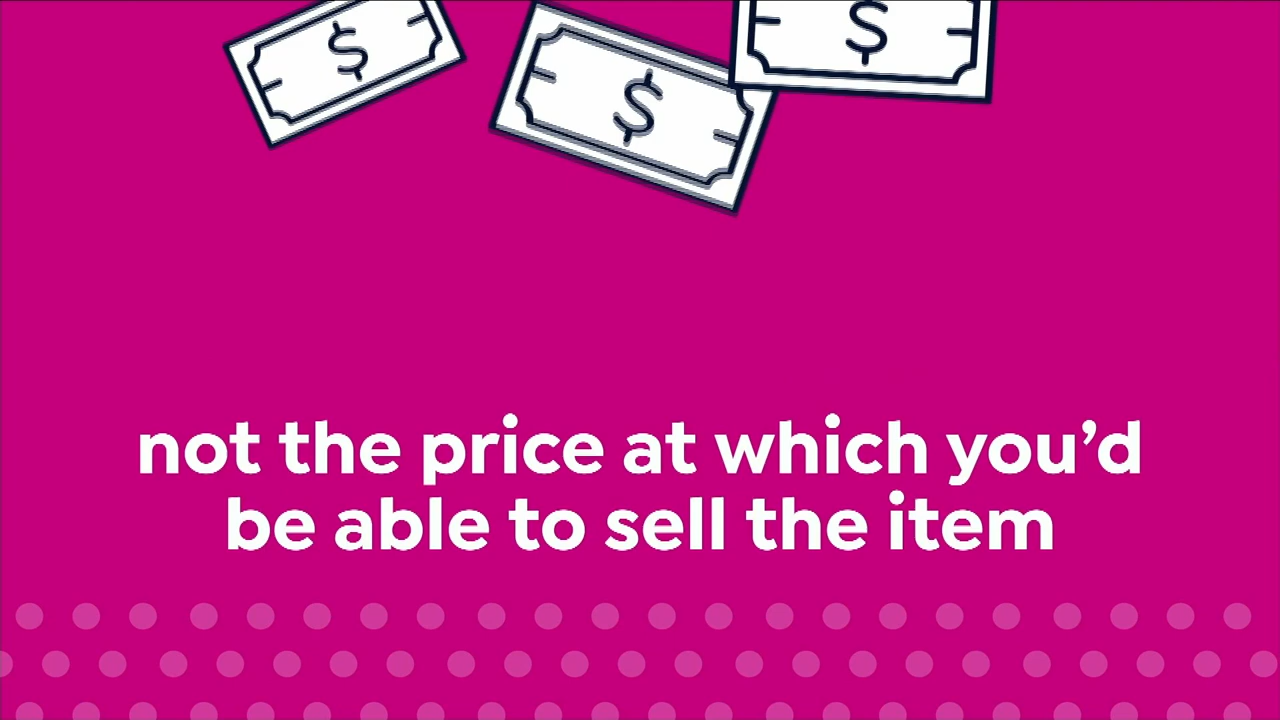 $
$
$
not the price at which you’d
be able to sell the item